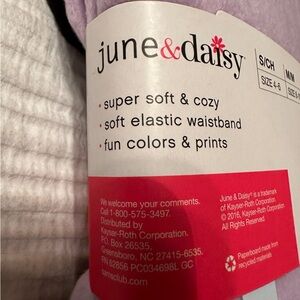 june&daisy
S/CH
M/M
SIZE 4-6
• super soft & cozy
• soft elastic waistband
• fun colors & prints
We welcome your comments.
Call 1-800-575-3497.
Distributed by
Kayser-Roth Corporation.
P.O. Box 26535,
Greensboro, NC 27415-6535.
RN 82856 PC034698L GC
samsclub.com
June & Daisy® is a trademark
of Kayser-Roth Corporation.
© 2016, Kayser-Roth Corporation.
All Rights Reserved.
Paperboard made from
recycled materials